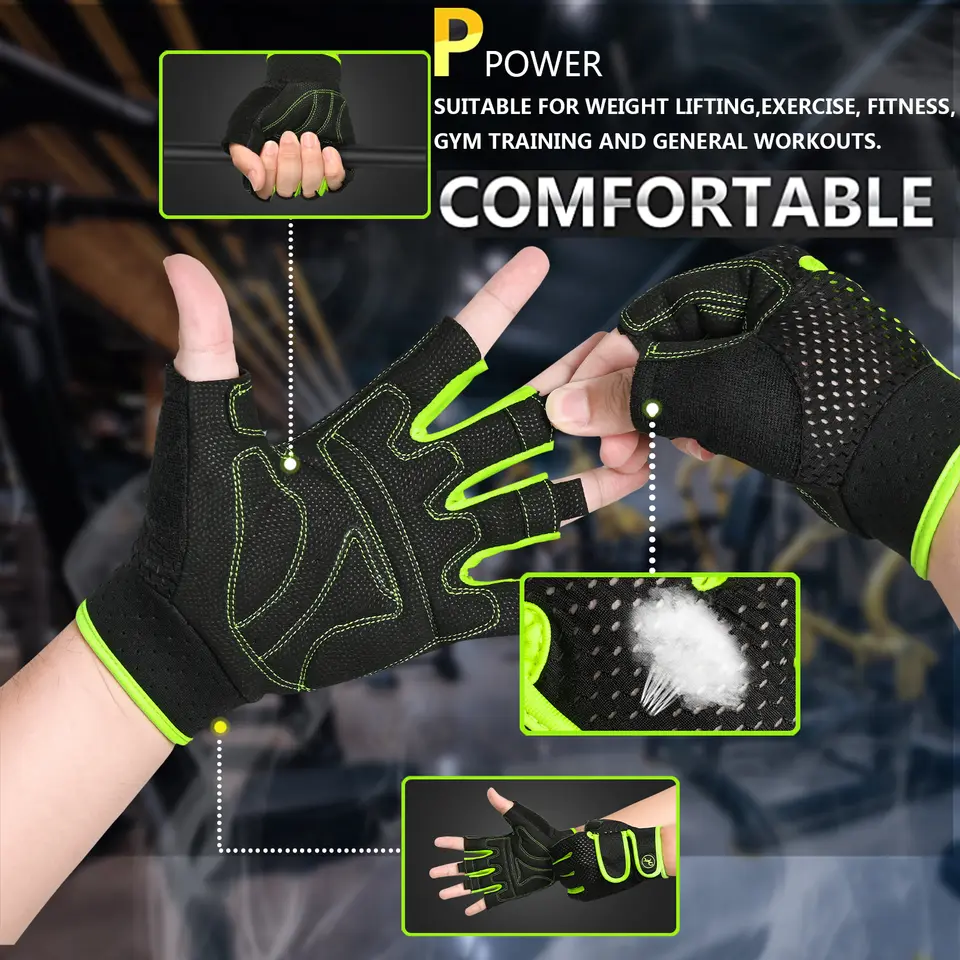 P POWER
SUITABLE FOR WEIGHT LIFTING,EXERCISE, FITNESS,
GYM TRAINING AND GENERAL WORKOUTS.
COMFORTABLE